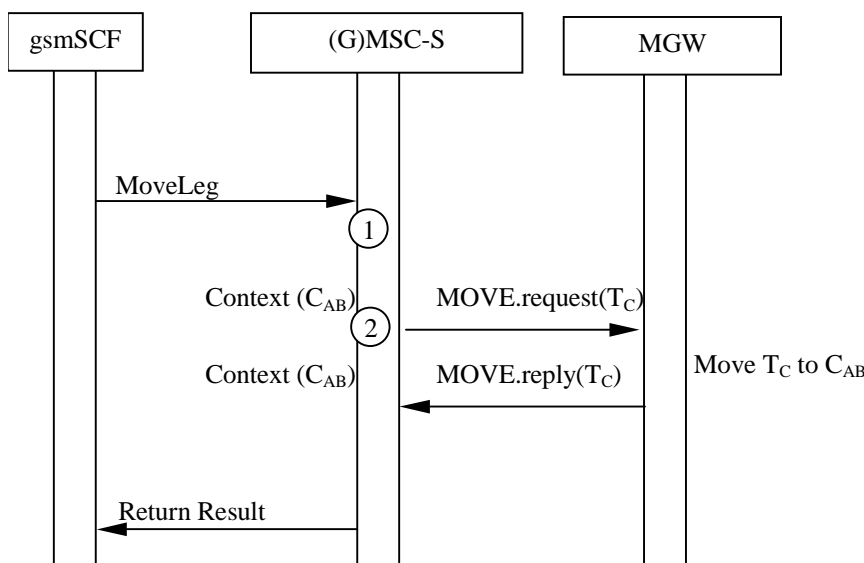 gsmSCF
(G)MSC-S
MGW
MoveLeg
1
Context (C_AB)
MOVE.request(T_C)
2
Context (C_AB)
MOVE.reply(T_C)
Move T_C to C_AB
Return Result